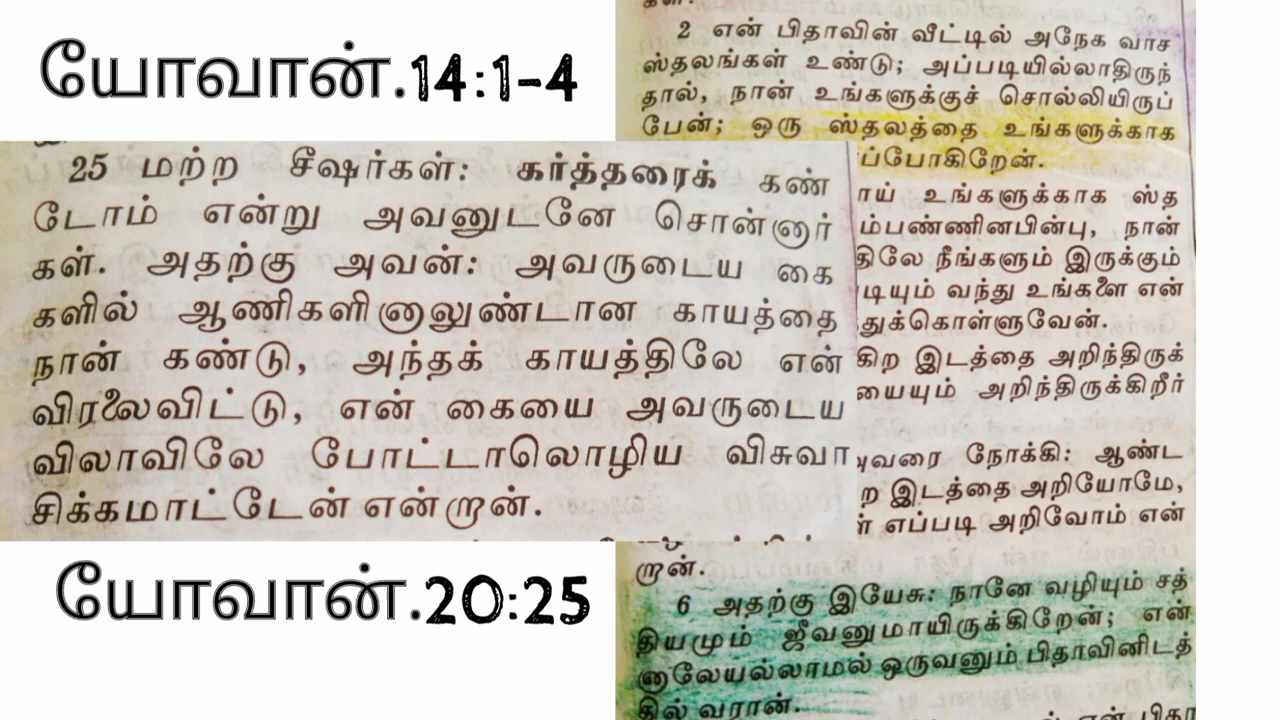 யோவான்.14:1-4
25 மற்ற சீஷர்கள்: கர்த்தரைக் கண்
டோம் என்று அவனுடனே சொன்னார்
கள். அதற்கு அவன்: அவருடைய கை
களில் ஆணிகளினாலுண்டான காயத்தை
நான் கண்டு, அந்தக் காயத்திலே என்
விரலைவிட்டு, என் கையை அவருடைய
விலாவிலே போட்டாலொழிய விசுவா
சிக்கமாட்டேன் என்றான்.
யோவான்.20:25
2 என் பிதாவின் வீட்டில் அநேக வாச
ஸ்தலங்கள் உண்டு; அப்படியில்லாதிருந்
தால், நான் உங்களுக்குச் சொல்லியிருப்
பேன்; ஒரு ஸ்தலத்தை உங்களுக்காக
ப்போகிறேன்.
ாய் உங்களுக்காக ஸ்த
ம்பண்ணினபின்பு, நான்
திலே நீங்களும் இருக்கும்
டியும் வந்து உங்களை என்
துக்கொள்ளுவேன்.
கிற இடத்தை அறிந்திருக்
யையும் அறிந்திருக்கிறீர்
வரை நோக்கி: ஆண்ட
ற இடத்தை அறியோமே,
எப்படி அறிவோம் என்
றான்.
6 அதற்கு இயேசு: நானே வழியும் சத்
தியமும் ஜீவனுமாயிருக்கிறேன்; என்
னாலேயல்லாமல் ஒருவனும் பிதாவினிடத்
தில் வரான்.